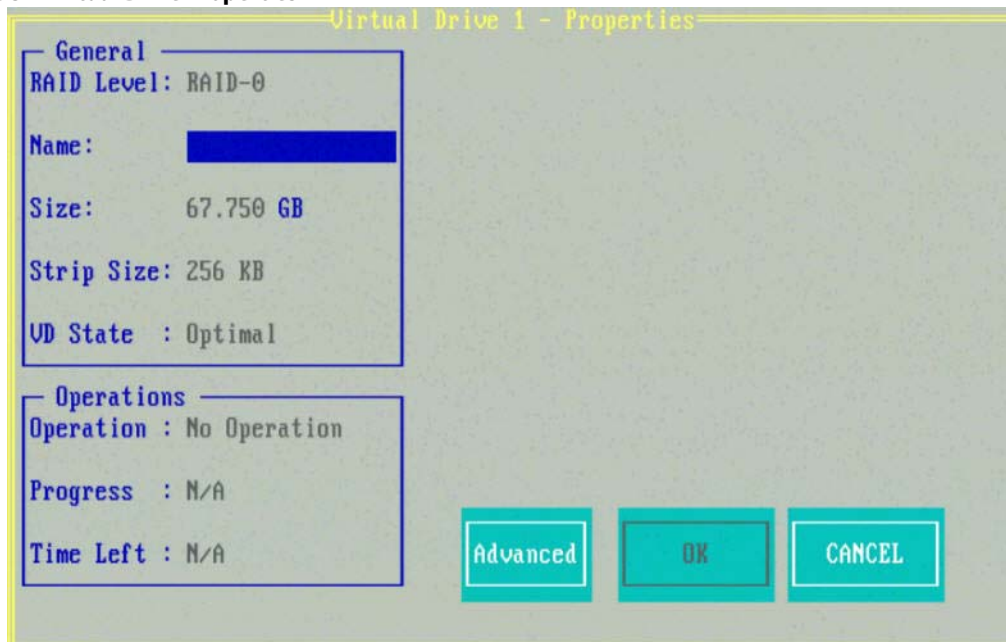 Virtual Drive 1 - Properties
General
RAID Level: RAID-0
Name:
Size: 67.750 GB
Strip Size: 256 KB
VD State : Optimal
Operations
Operation : No Operation
Progress : N/A
Time Left : N/A
Advanced OK CANCEL